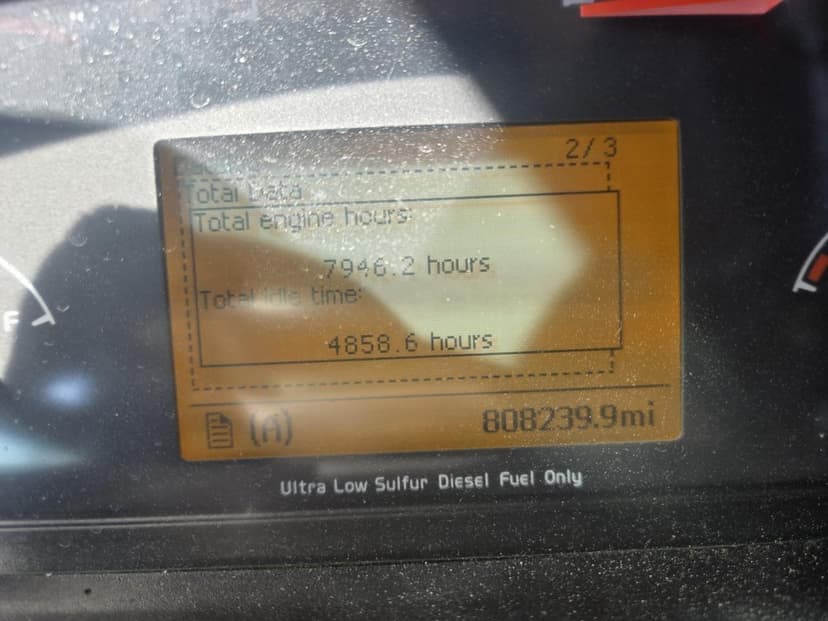 2/3
Total Data
Total engine hours:
7946.2 hours
Total idle time:
4858.6 hours
(A) 808239.9mi
Ultra Low Sulfur Diesel Fuel Only
F
T